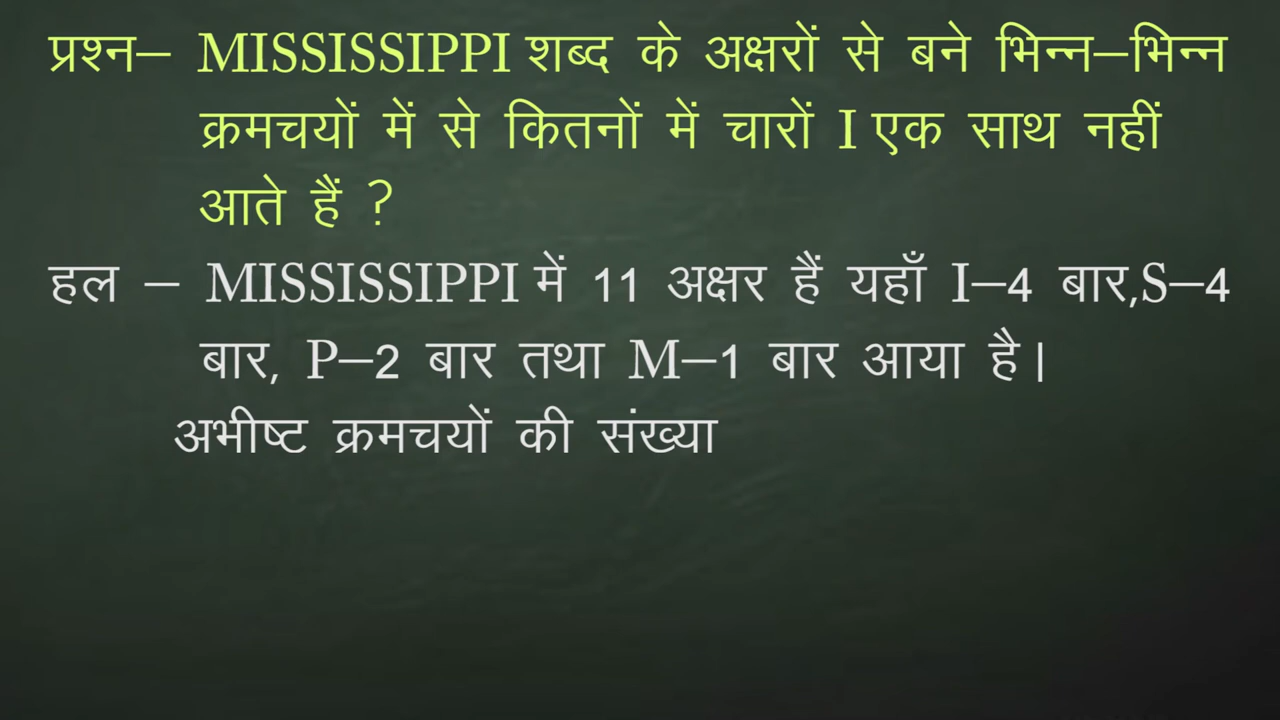 प्रश्न– MISSISSIPPI शब्द के अक्षरों से बने भिन्न–भिन्न
क्रमचयों में से कितनों में चारों I एक साथ नहीं
आते हैं ?
हल – MISSISSIPPI में 11 अक्षर हैं यहाँ I–4 बार,S–4
बार, P–2 बार तथा M–1 बार आया है।
अभीष्ट क्रमचयों की संख्या